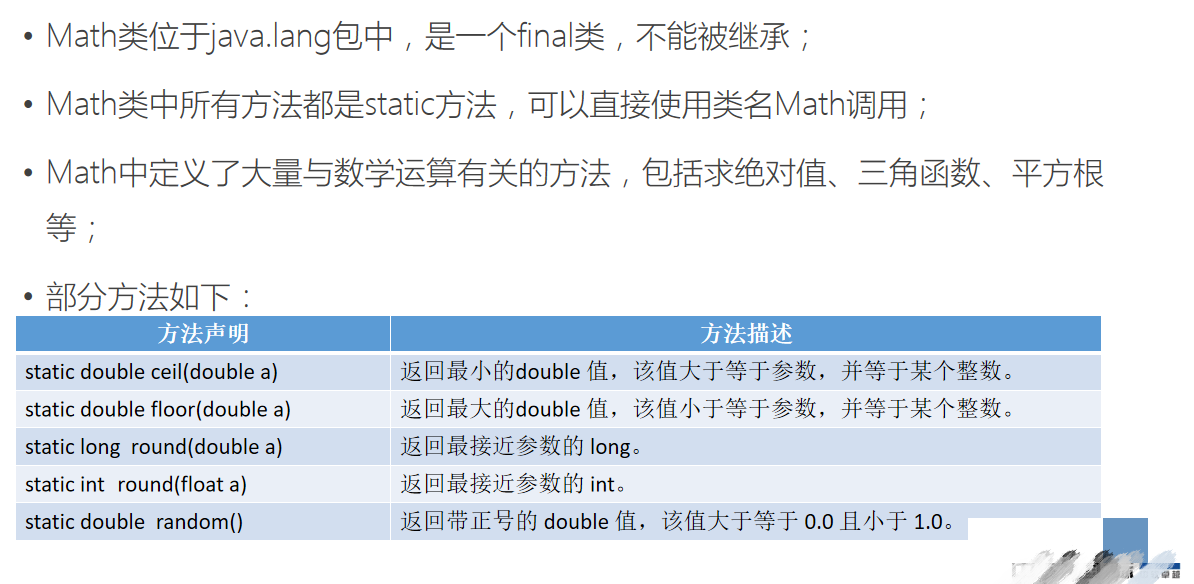 • Math类位于java.lang包中，是一个final类，不能被继承；
• Math类中所有方法都是static方法，可以直接使用类名Math调用；
• Math中定义了大量与数学运算有关的方法，包括求绝对值、三角函数、平方根
等；
• 部分方法如下：
方法声明 方法描述
static double ceil(double a) 返回最小的double 值，该值大于等于参数，并等于某个整数。
static double floor(double a) 返回最大的double 值，该值小于等于参数，并等于某个整数。
static long  round(double a) 返回最接近参数的 long。
static int  round(float a) 返回最接近参数的 int。
static double  random() 返回带正号的 double 值，该值大于等于 0.0 且小于 1.0。